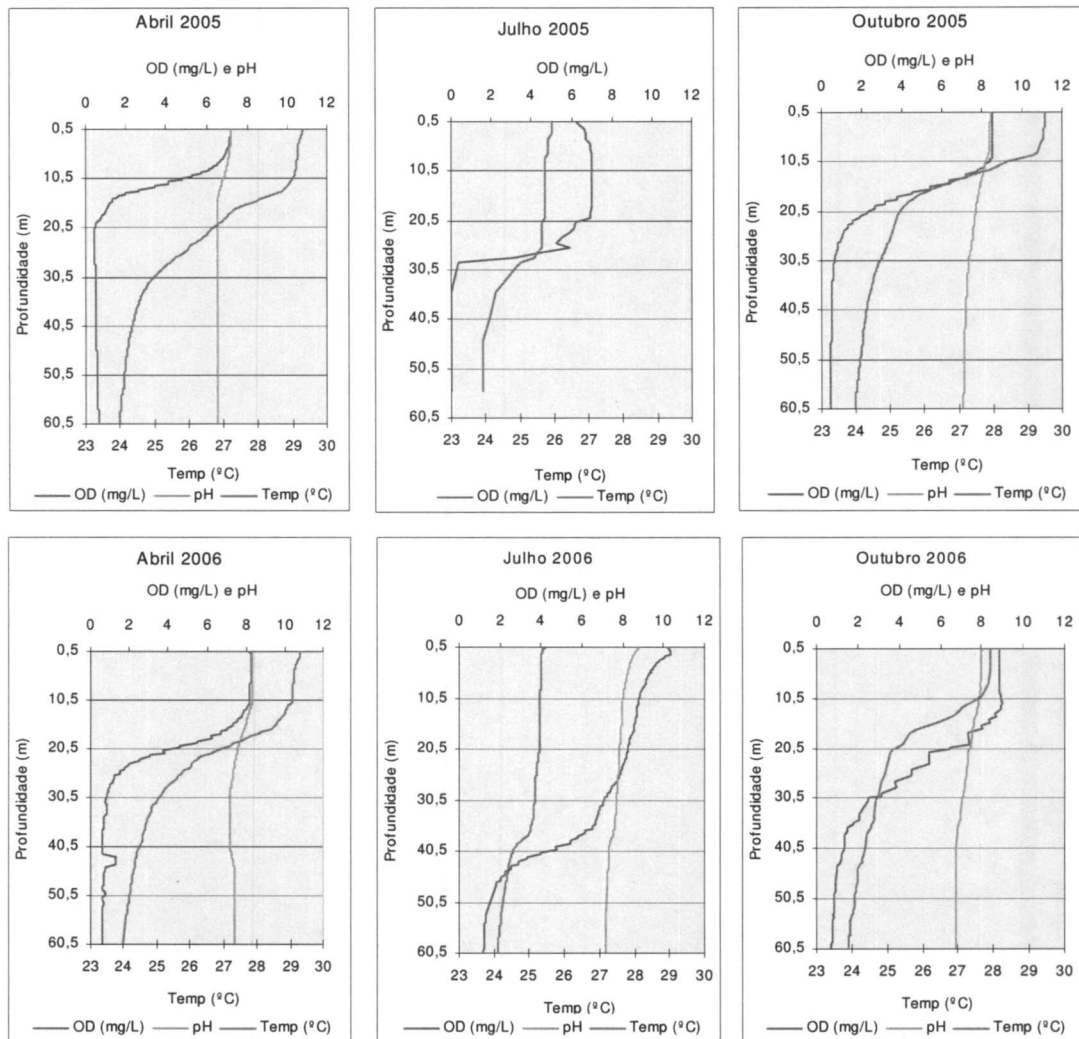 Abril 2005
OD (mg/L) e pH
0 2 4 6 8 10 12
Profundidade (m)
0,5
10,5
20,5
30,5
40,5
50,5
60,5
23 24 25 26 27 28 29 30
Temp (ºC)
OD (mg/L) pH Temp (ºC)
Julho 2005
OD (mg/L)
0 2 4 6 8 10 12
Profundidade (m)
0,5
10,5
20,5
30,5
40,5
50,5
60,5
23 24 25 26 27 28 29 30
Temp (ºC)
OD (mg/L) Temp (ºC)
Outubro 2005
OD (mg/L) e pH
0 2 4 6 8 10 12
Profundidade (m)
0,5
10,5
20,5
30,5
40,5
50,5
60,5
23 24 25 26 27 28 29 30
Temp (ºC)
OD (mg/L) pH Temp (ºC)
Abril 2006
OD (mg/L) e pH
0 2 4 6 8 10 12
Profundidade (m)
0,5
10,5
20,5
30,5
40,5
50,5
60,5
23 24 25 26 27 28 29 30
Temp (ºC)
OD (mg/L) pH Temp (ºC)
Julho 2006
OD (mg/L) e pH
0 2 4 6 8 10 12
Profundidade (m)
0,5
10,5
20,5
30,5
40,5
50,5
60,5
23 24 25 26 27 28 29 30
Temp (ºC)
OD (mg/L) pH Temp (ºC)
Outubro 2006
OD (mg/L) e pH
0 2 4 6 8 10 12
Profundidade (m)
0,5
10,5
20,5
30,5
40,5
50,5
60,5
23 24 25 26 27 28 29 30
Temp (ºC)
OD (mg/L) pH Temp (ºC)